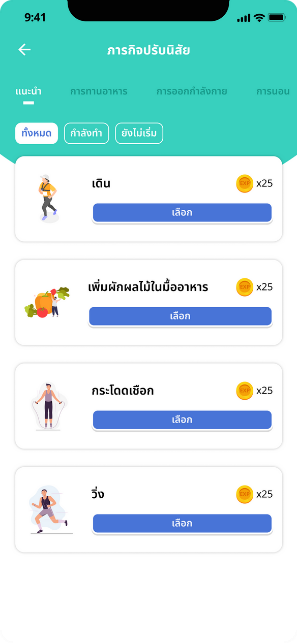 9:41
ภารกิจปรับนิสัย
แนะนำ การทานอาหาร การออกกำลังกาย การนอน
ทั้งหมด กำลังทำ ยังไม่เริ่ม
เดิน EXP x25
เลือก
เพิ่มผักผลไม้ในมื้ออาหาร EXP x25
เลือก
กระโดดเชือก EXP x25
เลือก
วิ่ง EXP x25
เลือก